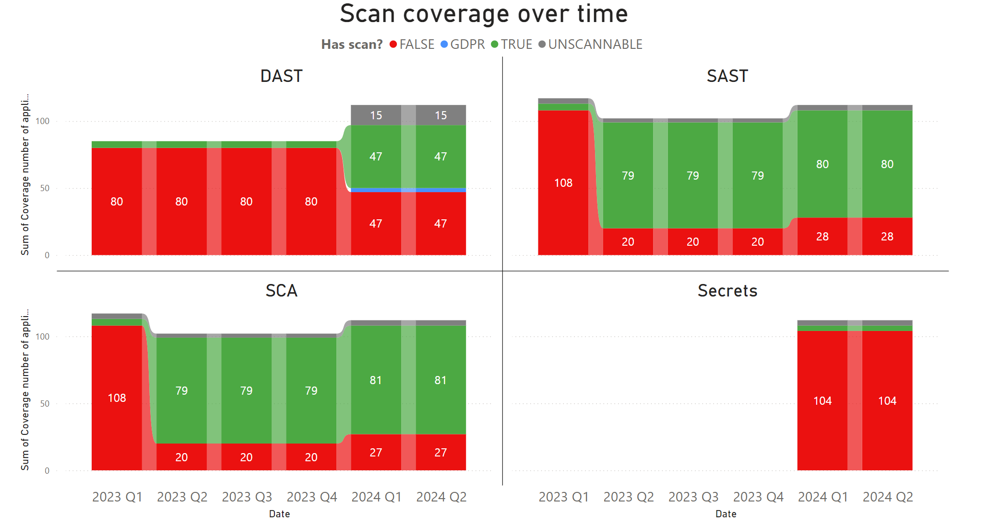 Scan coverage over time
Has scan? FALSE GDPR TRUE UNSCANNABLE
DAST
SAST
Sum of Coverage number of appli...
100
50
0
15 15
47 47
80 80 80 80
47 47
108
79 79 79
80 80
20 20 20
28 28
SCA
Secrets
Sum of Coverage number of appli...
100
50
0
108
79 79 79
81 81
20 20 20
27 27
104 104
2023 Q1 2023 Q2 2023 Q3 2023 Q4 2024 Q1 2024 Q2
Date
2023 Q1 2023 Q2 2023 Q3 2023 Q4 2024 Q1 2024 Q2
Date